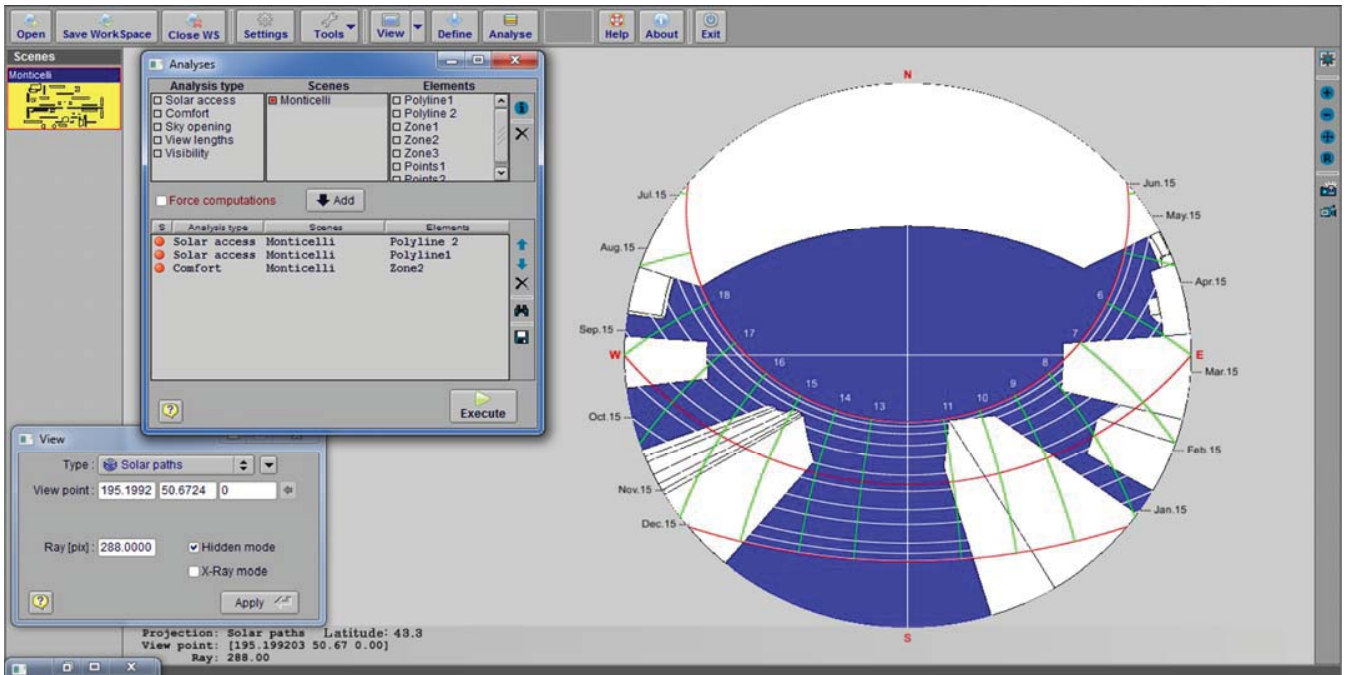 Open Save WorkSpace Close WS Settings Tools View Define Analyse Help About Exit
Scenes
Monticelli
Analyses
Analysis type Scenes Elements
Solar access Monticelli Polyline1
Comfort Polyline 2
Sky opening Zone1
View lengths Zone2
Visibility Zone3
Points1
Points2
Force computations Add
S Analysis type Scenes Elements
Solar access Monticelli Polyline 2
Solar access Monticelli Polyline1
Comfort Monticelli Zone2
Execute
View
Type : Solar paths
View point : 195.1992 50.6724 0
Ray [pix] : 288.0000 Hidden mode
X-Ray mode
Apply
N
Jul.15 Jun.15
May.15
Aug.15
Apr.15
18 6
Sep.15 17 7
W E
16 8
Mar.15
15 14 13 11 10 9
Oct.15
Feb.15
Nov.15
Jan.15
Dec.15
S
R
Projection: Solar paths Latitude: 43.3
View point: [195.199203 50.67 0.00]
Ray: 288.00